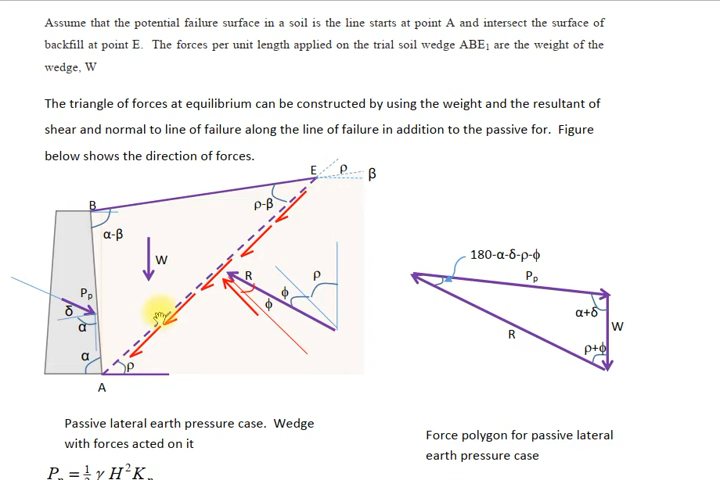 Assume that the potential failure surface in a soil is the line starts at point A and intersect the surface of
backfill at point E. The forces per unit length applied on the trial soil wedge ABE₁ are the weight of the
wedge, W
The triangle of forces at equilibrium can be constructed by using the weight and the resultant of
shear and normal to line of failure along the line of failure in addition to the passive for. Figure
below shows the direction of forces.
E ρ β
B ρ-β
α-β
W
180-α-δ-ρ-ϕ
R ρ
Pₚ
Pₚ ϕ
δ ϕ α+δ
α W
R
α ρ ρ+ϕ
A
Passive lateral earth pressure case. Wedge
with forces acted on it
Force polygon for passive lateral
earth pressure case
Pₚ = ½ γ H² Kₚ